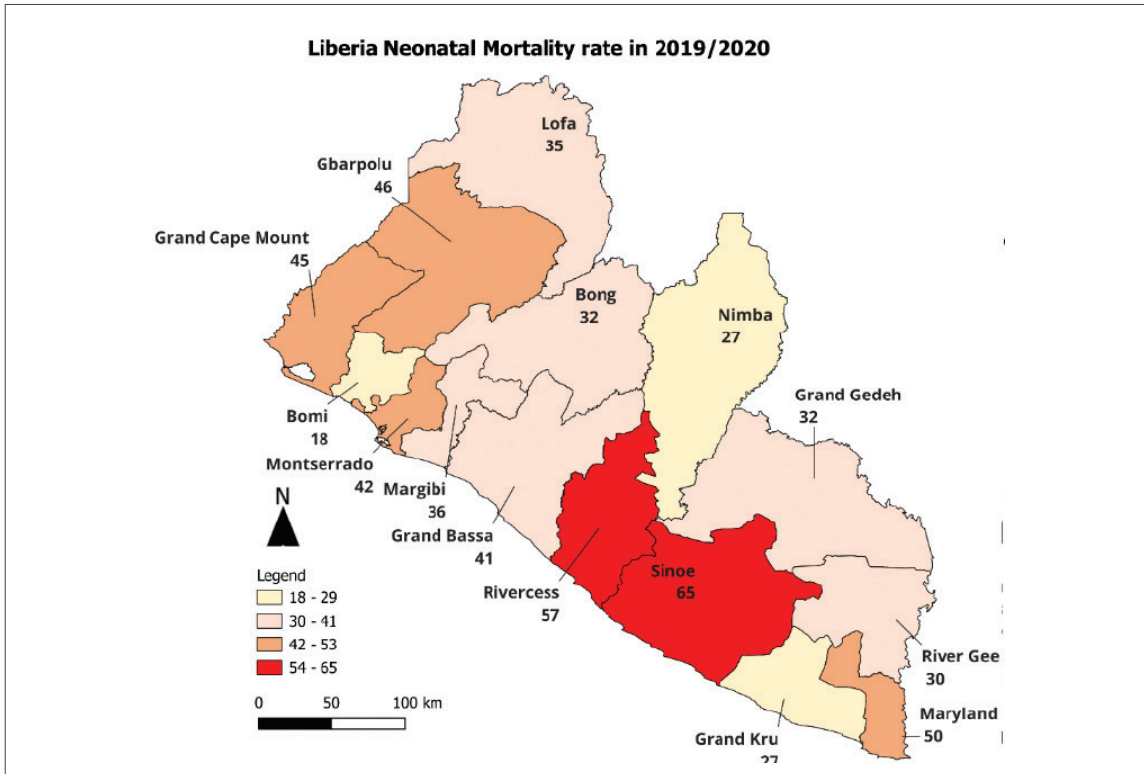 Liberia Neonatal Mortality rate in 2019/2020
Lofa
35
Gbarpolu
46
Grand Cape Mount
45
Bong
32
Nimba
27
Grand Gedeh
32
Bomi
18
Montserrado
42
Margibi
36
Grand Bassa
41
Rivercess
57
Sinoe
65
River Gee
30
Maryland
50
Grand Kru
27
N
Legend
18 - 29
30 - 41
42 - 53
54 - 65
0 50 100 km